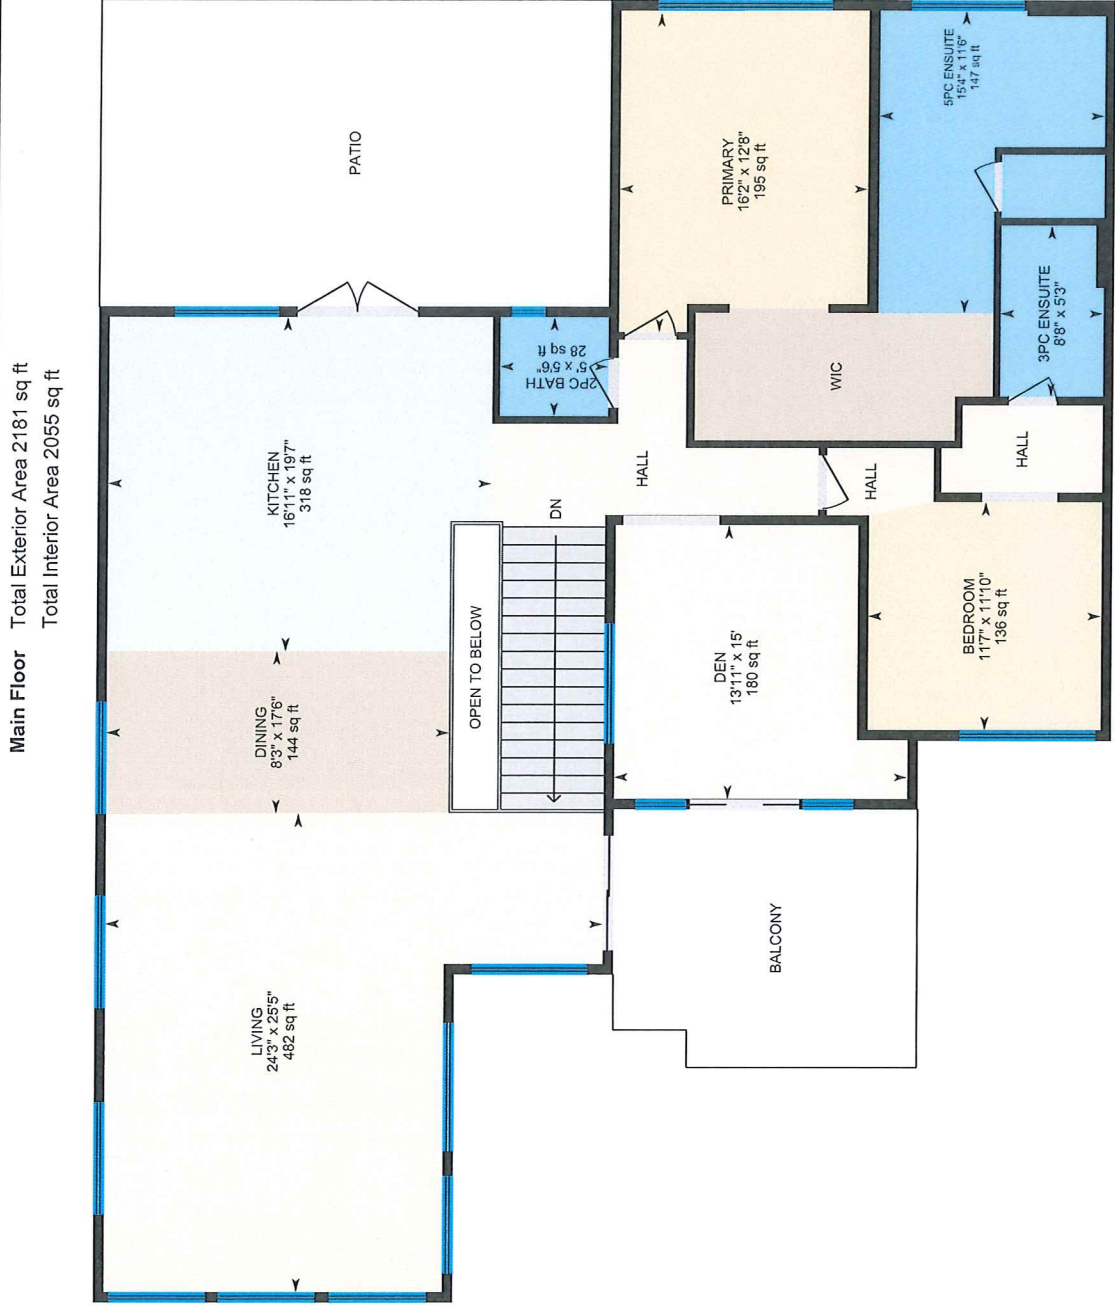 Main Floor Total Exterior Area 2181 sq ft
Total Interior Area 2055 sq ft
PATIO
PRIMARY
16'2" x 12'8"
195 sq ft
5PC ENSUITE
15'4" x 11'6"
147 sq ft
3PC ENSUITE
8'8" x 5'3"
WIC
2PC BATH
5' x 5'6"
28 sq ft
KITCHEN
16'11" x 19'7"
318 sq ft
HALL
HALL
HALL
DN
OPEN TO BELOW
DINING
8'3" x 17'6"
144 sq ft
DEN
13'11" x 15'
180 sq ft
BEDROOM
11'7" x 11'10"
136 sq ft
LIVING
24'3" x 25'5"
482 sq ft
BALCONY